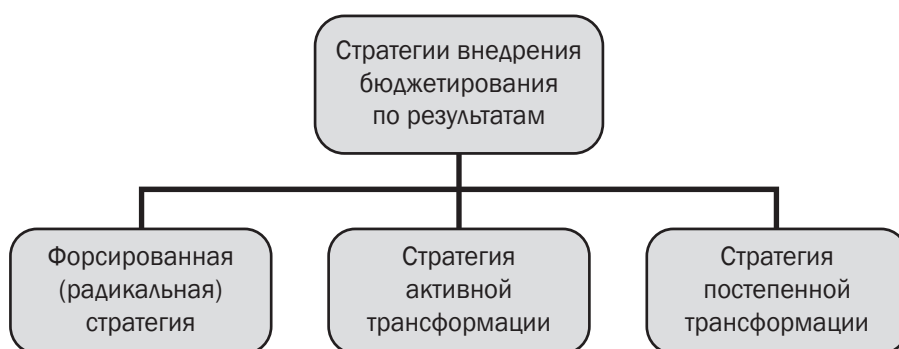 Стратегии внедрения
бюджетирования
по результатам
Форсированная
(радикальная)
стратегия
Стратегия
активной
трансформации
Стратегия
постепенной
трансформации